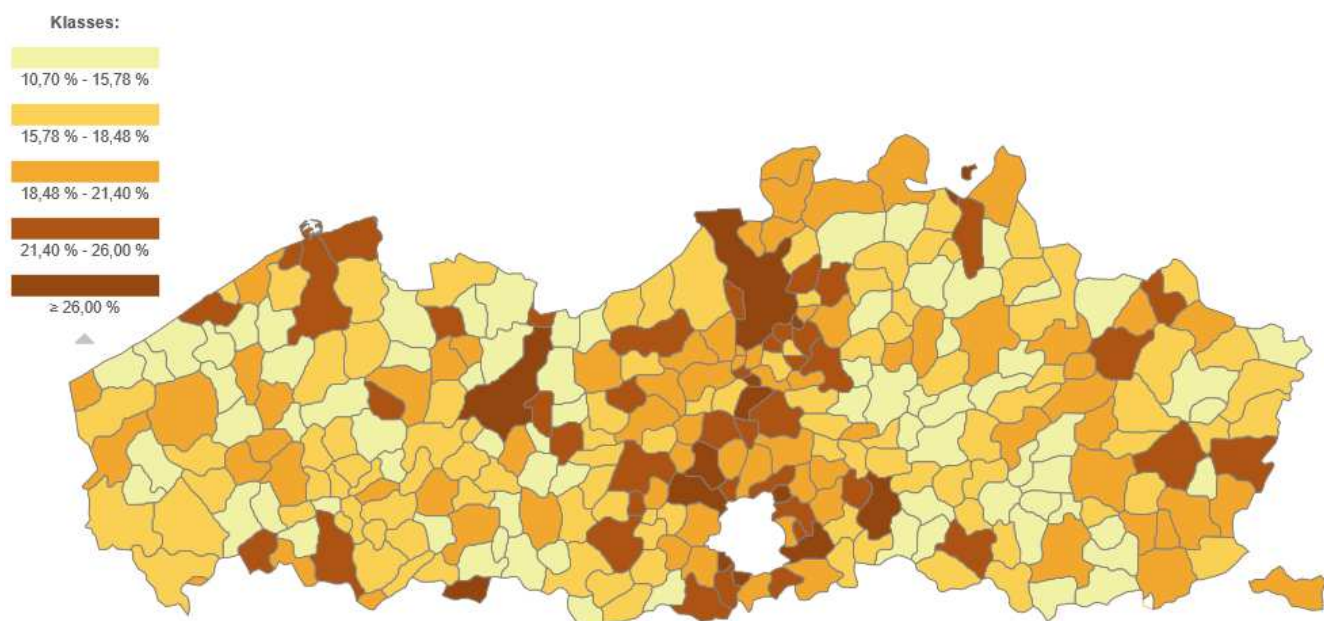 Klasses:
10,70 % - 15,78 %
15,78 % - 18,48 %
18,48 % - 21,40 %
21,40 % - 26,00 %
≥ 26,00 %